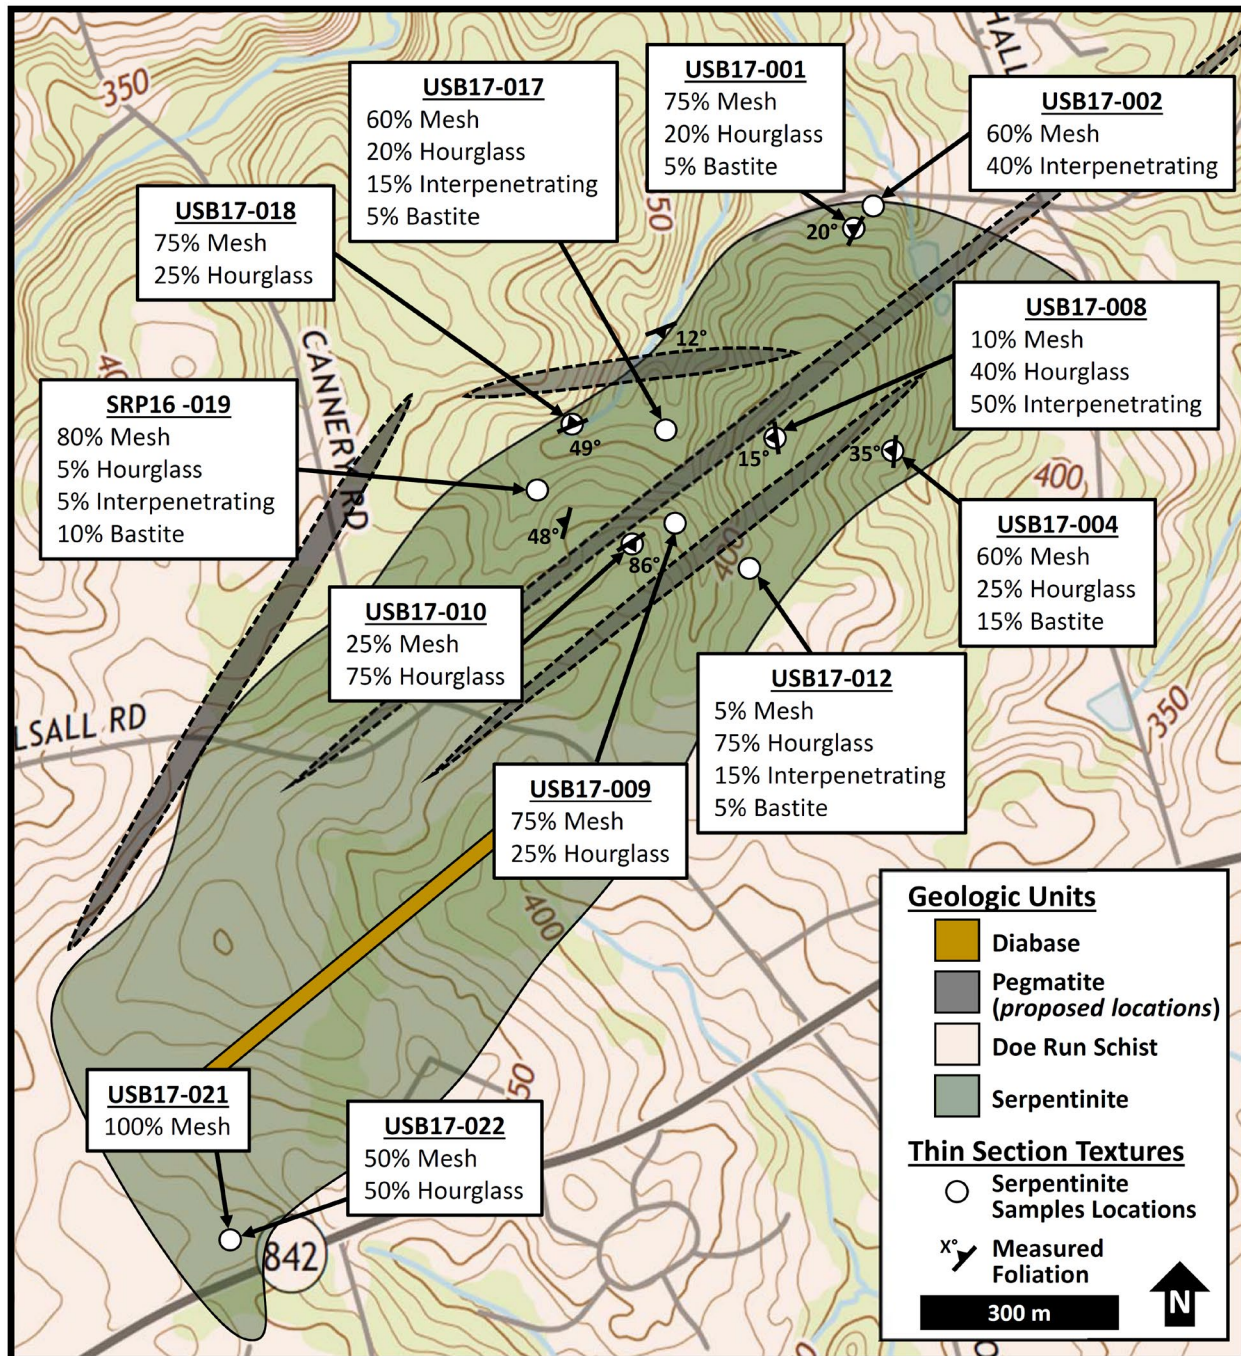 350
HALL
USB17-017
60% Mesh
20% Hourglass
15% Interpenetrating
5% Bastite
USB17-001
75% Mesh
20% Hourglass
5% Bastite
USB17-002
60% Mesh
40% Interpenetrating
USB17-018
75% Mesh
25% Hourglass
50
20°
12°
USB17-008
10% Mesh
40% Hourglass
50% Interpenetrating
40
CANNERY RD
SRP16 -019
80% Mesh
5% Hourglass
5% Interpenetrating
10% Bastite
49°
15°
35°
400
48°
86°
400
USB17-004
60% Mesh
25% Hourglass
15% Bastite
USB17-010
25% Mesh
75% Hourglass
USB17-012
5% Mesh
75% Hourglass
15% Interpenetrating
5% Bastite
LSALL RD
350
USB17-009
75% Mesh
25% Hourglass
400
Geologic Units
Diabase
Pegmatite
(proposed locations)
Doe Run Schist
Serpentinite
Thin Section Textures
Serpentinite
Samples Locations
X°
Measured
Foliation
300 m
N
USB17-021
100% Mesh
50
USB17-022
50% Mesh
50% Hourglass
842